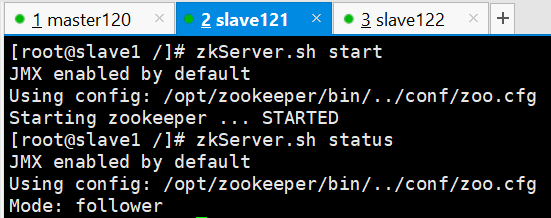 1 master120 × 2 slave121 × 3 slave122 × +
[root@slave1 /]# zkServer.sh start
JMX enabled by default
Using config: /opt/zookeeper/bin/../conf/zoo.cfg
Starting zookeeper ... STARTED
[root@slave1 /]# zkServer.sh status
JMX enabled by default
Using config: /opt/zookeeper/bin/../conf/zoo.cfg
Mode: follower